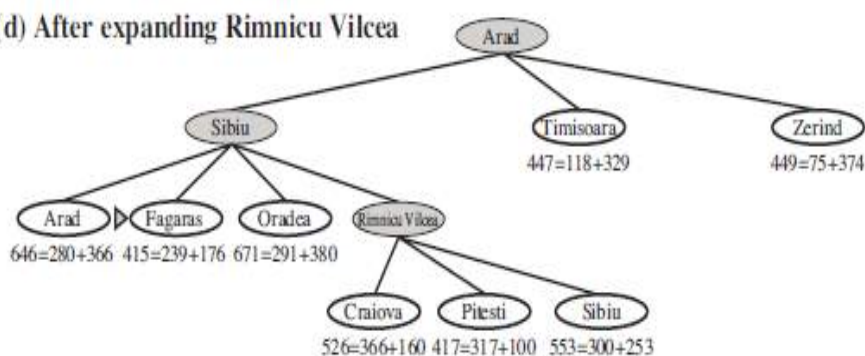 (d) After expanding Rimnicu Vilcea
Arad
Sibiu
Timisoara
Zerind
447=118+329
449=75+374
Arad
Fagaras
Oradea
Rimnicu Vilcea
646=280+366
415=239+176
671=291+380
Craiova
Pitesti
Sibiu
526=366+160
417=317+100
553=300+253